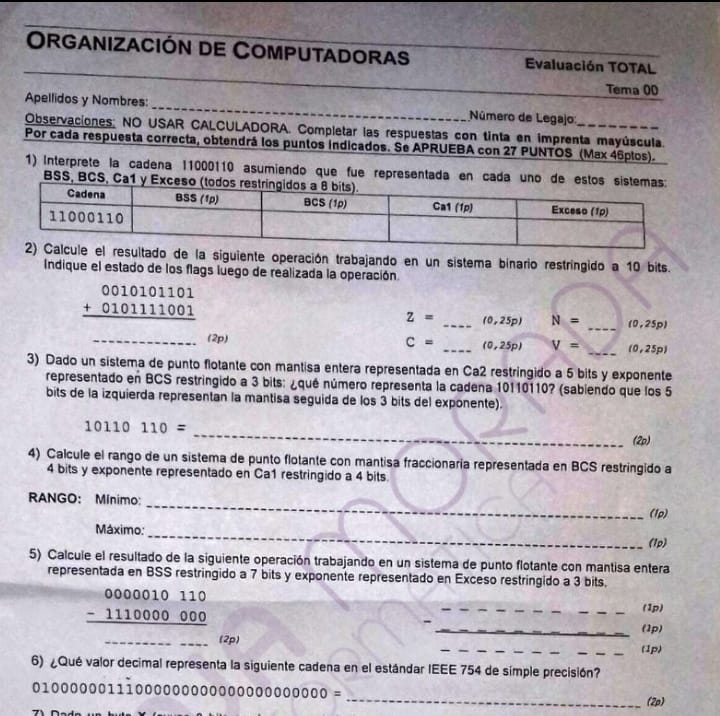 ORGANIZACIÓN DE COMPUTADORAS
Evaluación TOTAL
Tema 00
Apellidos y Nombres:
Número de Legajo:
Observaciones: NO USAR CALCULADORA. Completar las respuestas con tinta en imprenta mayúscula.
Por cada respuesta correcta, obtendrá los puntos indicados. Se APRUEBA con 27 PUNTOS (Max 46ptos).
1) Interprete la cadena 11000110 asumiendo que fue representada en cada uno de estos sistemas:
BSS, BCS, Ca1 y Exceso (todos restringidos a 8 bits).
Cadena BSS (1p) BCS (1p) Ca1 (1p) Exceso (1p)
11000110
2) Calcule el resultado de la siguiente operación trabajando en un sistema binario restringido a 10 bits.
Indique el estado de los flags luego de realizada la operación.
0010101101
+ 0101111001
Z = (0,25p) N = (0,25p)
(2p) C = (0,25p) V = (0,25p)
3) Dado un sistema de punto flotante con mantisa entera representada en Ca2 restringido a 5 bits y exponente
representado en BCS restringido a 3 bits: ¿qué número representa la cadena 10110110? (sabiendo que los 5
bits de la izquierda representan la mantisa seguida de los 3 bits del exponente).
10110 110 = (2p)
4) Calcule el rango de un sistema de punto flotante con mantisa fraccionaria representada en BCS restringido a
4 bits y exponente representado en Ca1 restringido a 4 bits.
RANGO: Mínimo: (1p)
Máximo: (1p)
5) Calcule el resultado de la siguiente operación trabajando en un sistema de punto flotante con mantisa entera
representada en BSS restringido a 7 bits y exponente representado en Exceso restringido a 3 bits.
0000010 110 (1p)
- 1110000 000 - (1p)
(2p) (1p)
6) ¿Qué valor decimal representa la siguiente cadena en el estándar IEEE 754 de simple precisión?
01000000111000000000000000000000 = (2p)
7) Dado un byte X